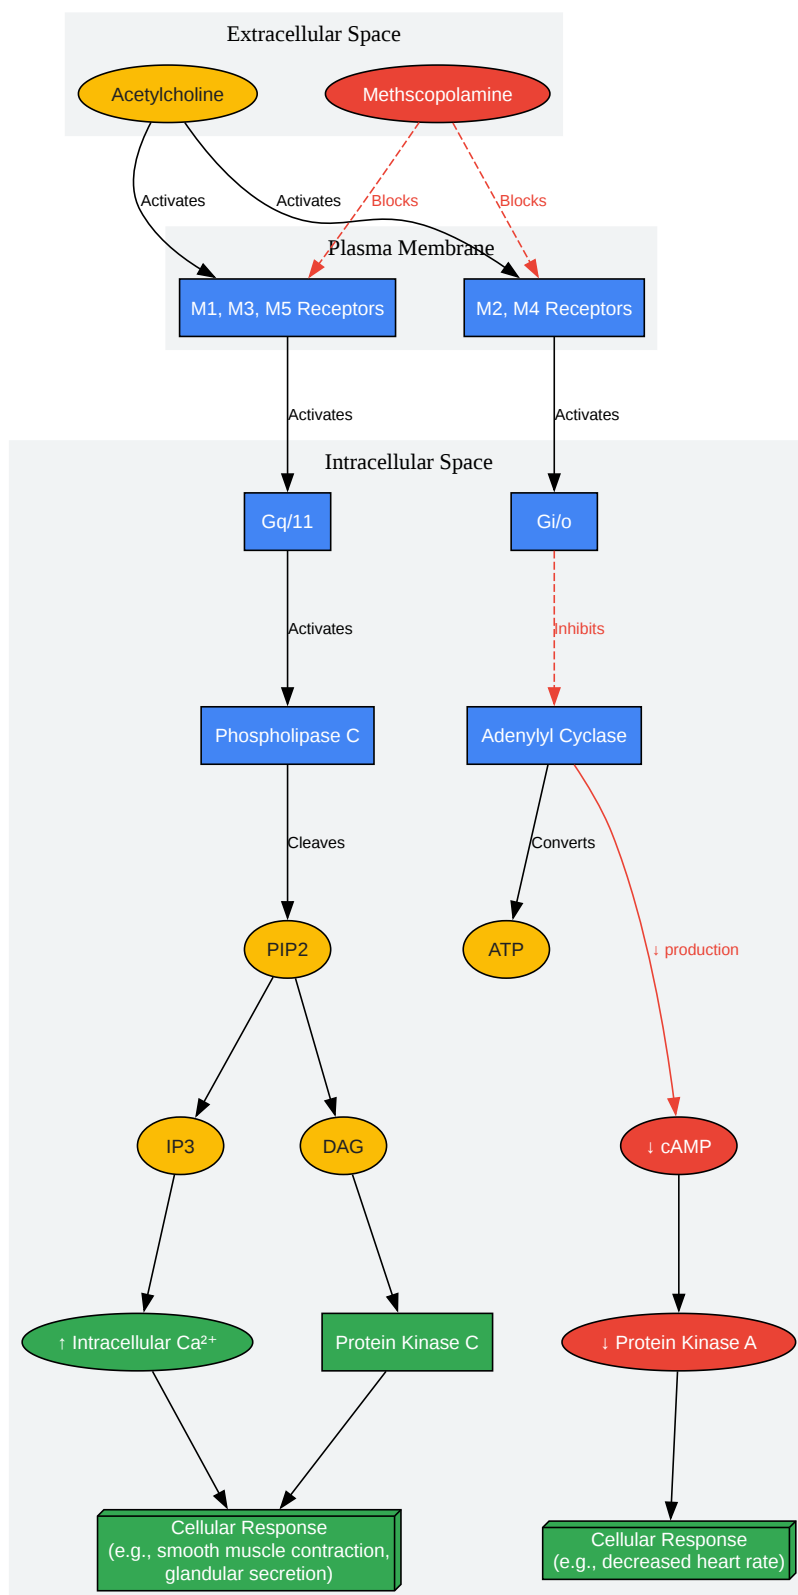 Extracellular Space
Acetylcholine
Methscopolamine
Activates
Activates
Blocks
Blocks
Plasma Membrane
M1, M3, M5 Receptors
M2, M4 Receptors
Activates
Activates
Intracellular Space
Gq/11
Gi/o
Activates
Inhibits
Phospholipase C
Adenylyl Cyclase
Cleaves
Converts
PIP2
ATP
↓ production
IP3
DAG
↓ cAMP
↑ Intracellular Ca²⁺
Protein Kinase C
↓ Protein Kinase A
Cellular Response
(e.g., smooth muscle contraction,
glandular secretion)
Cellular Response
(e.g., decreased heart rate)